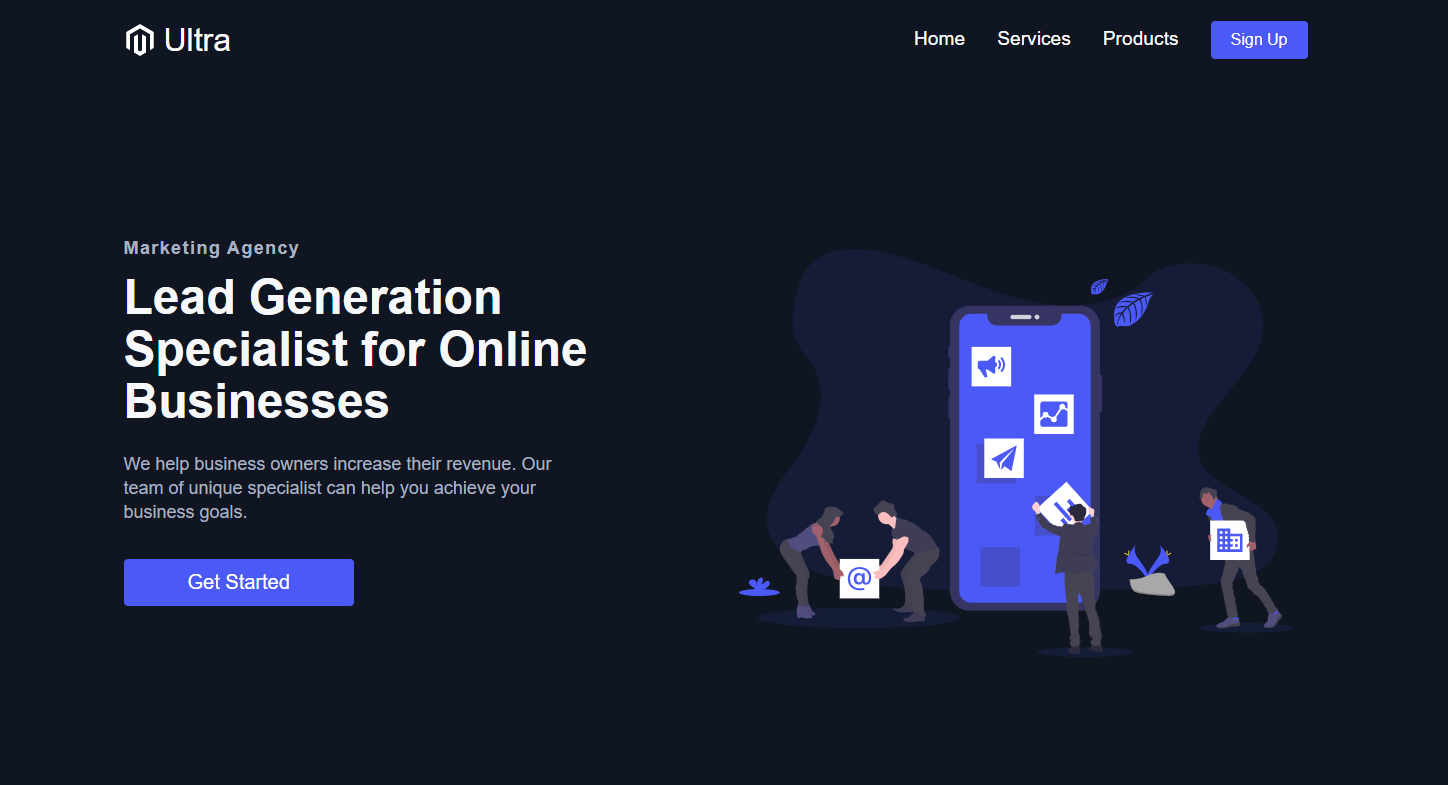 Ultra
Home
Services
Products
Sign Up
Marketing Agency
Lead Generation
Specialist for Online
Businesses
We help business owners increase their revenue. Our
team of unique specialist can help you achieve your
business goals.
Get Started
@